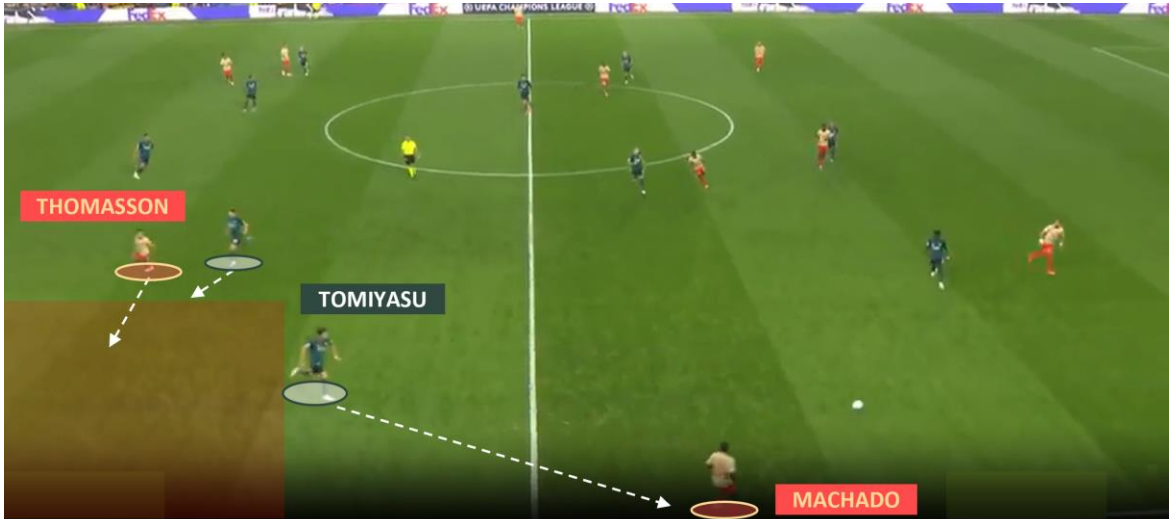 FedEx
UEFA CHAMPIONS LEAGUE
FedEx
FedEx
THOMASSON
TOMIYASU
MACHADO